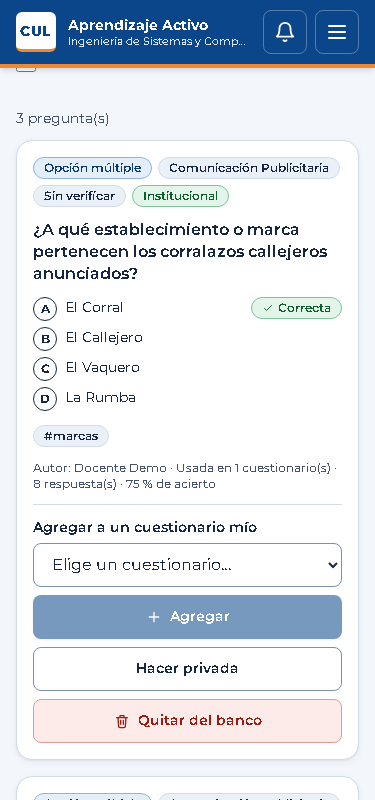 CUL
Aprendizaje Activo
Ingeniería de Sistemas y Comp...
3 pregunta(s)
Opción múltiple
Comunicación Publicitaria
Sin verificar
Institucional
¿A qué establecimiento o marca
pertenecen los corralazos callejeros
anunciados?
A El Corral
✓ Correcta
B El Callejero
C El Vaquero
D La Rumba
#marcas
Autor: Docente Demo · Usada en 1 cuestionario(s) ·
8 respuesta(s) · 75 % de acierto
Agregar a un cuestionario mío
Elige un cuestionario...
+ Agregar
Hacer privada
Quitar del banco